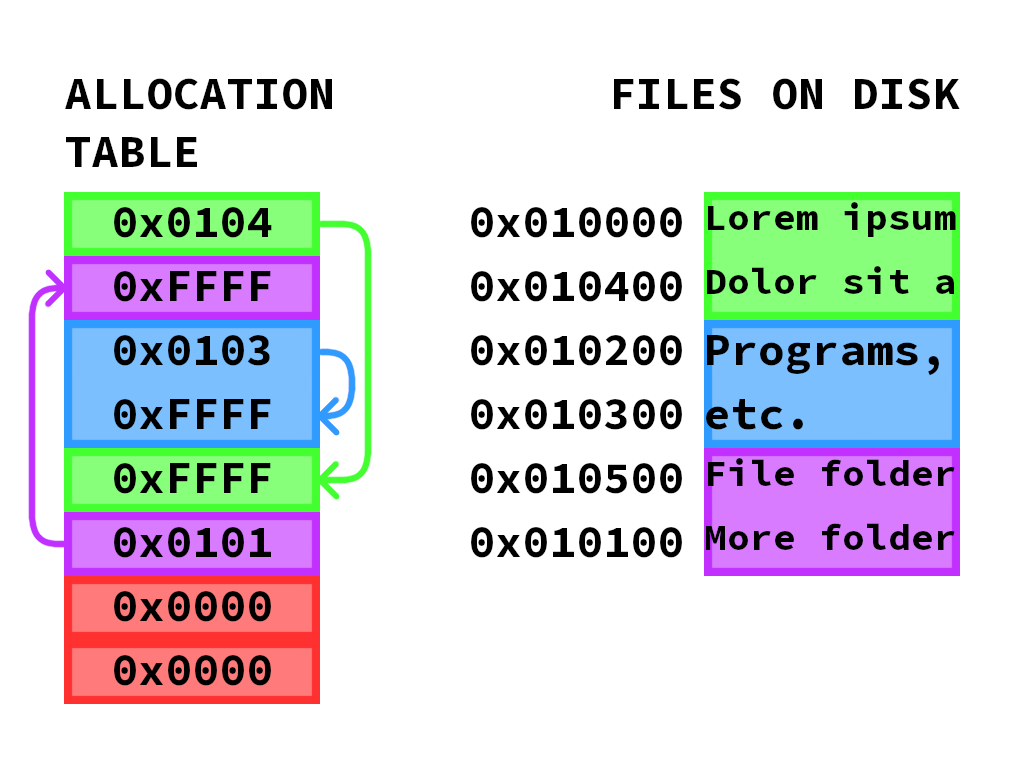 ALLOCATION
TABLE
0x0104
0xFFFF
0x0103
0xFFFF
0xFFFF
0x0101
0x0000
0x0000
FILES ON DISK
0x010000 Lorem ipsum
0x010400 Dolor sit a
0x010200 Programs,
0x010300 etc.
0x010500 File folder
0x010100 More folder